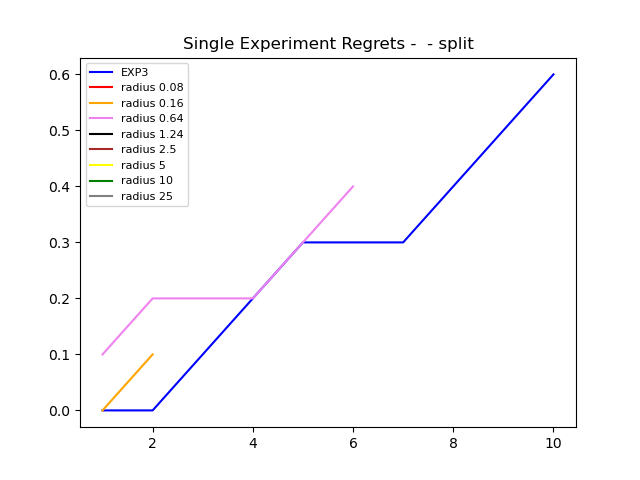 Single Experiment Regrets -  - split
EXP3
radius 0.08
radius 0.16
radius 0.64
radius 1.24
radius 2.5
radius 5
radius 10
radius 25
0.6
0.5
0.4
0.3
0.2
0.1
0.0
2 4 6 8 10